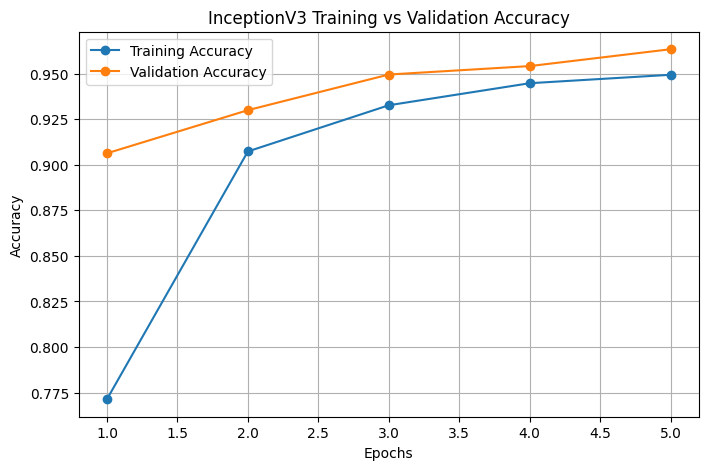 InceptionV3 Training vs Validation Accuracy
Training Accuracy
Validation Accuracy
0.950
0.925
0.900
0.875
0.850
0.825
0.800
0.775
Accuracy
1.0 1.5 2.0 2.5 3.0 3.5 4.0 4.5 5.0
Epochs